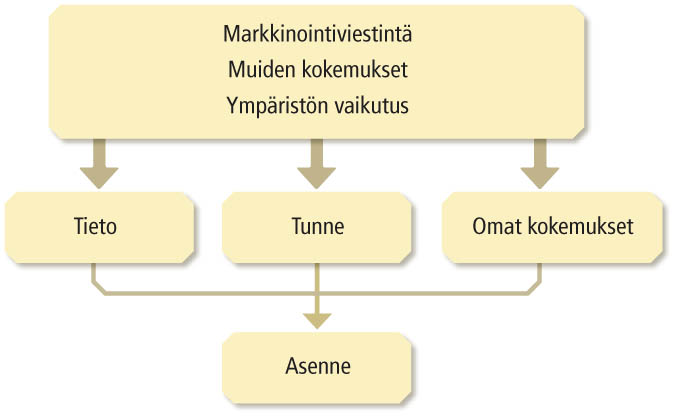 Markkinointiviestintä
Muiden kokemukset
Ympäristön vaikutus
Tieto
Tunne
Omat kokemukset
Asenne